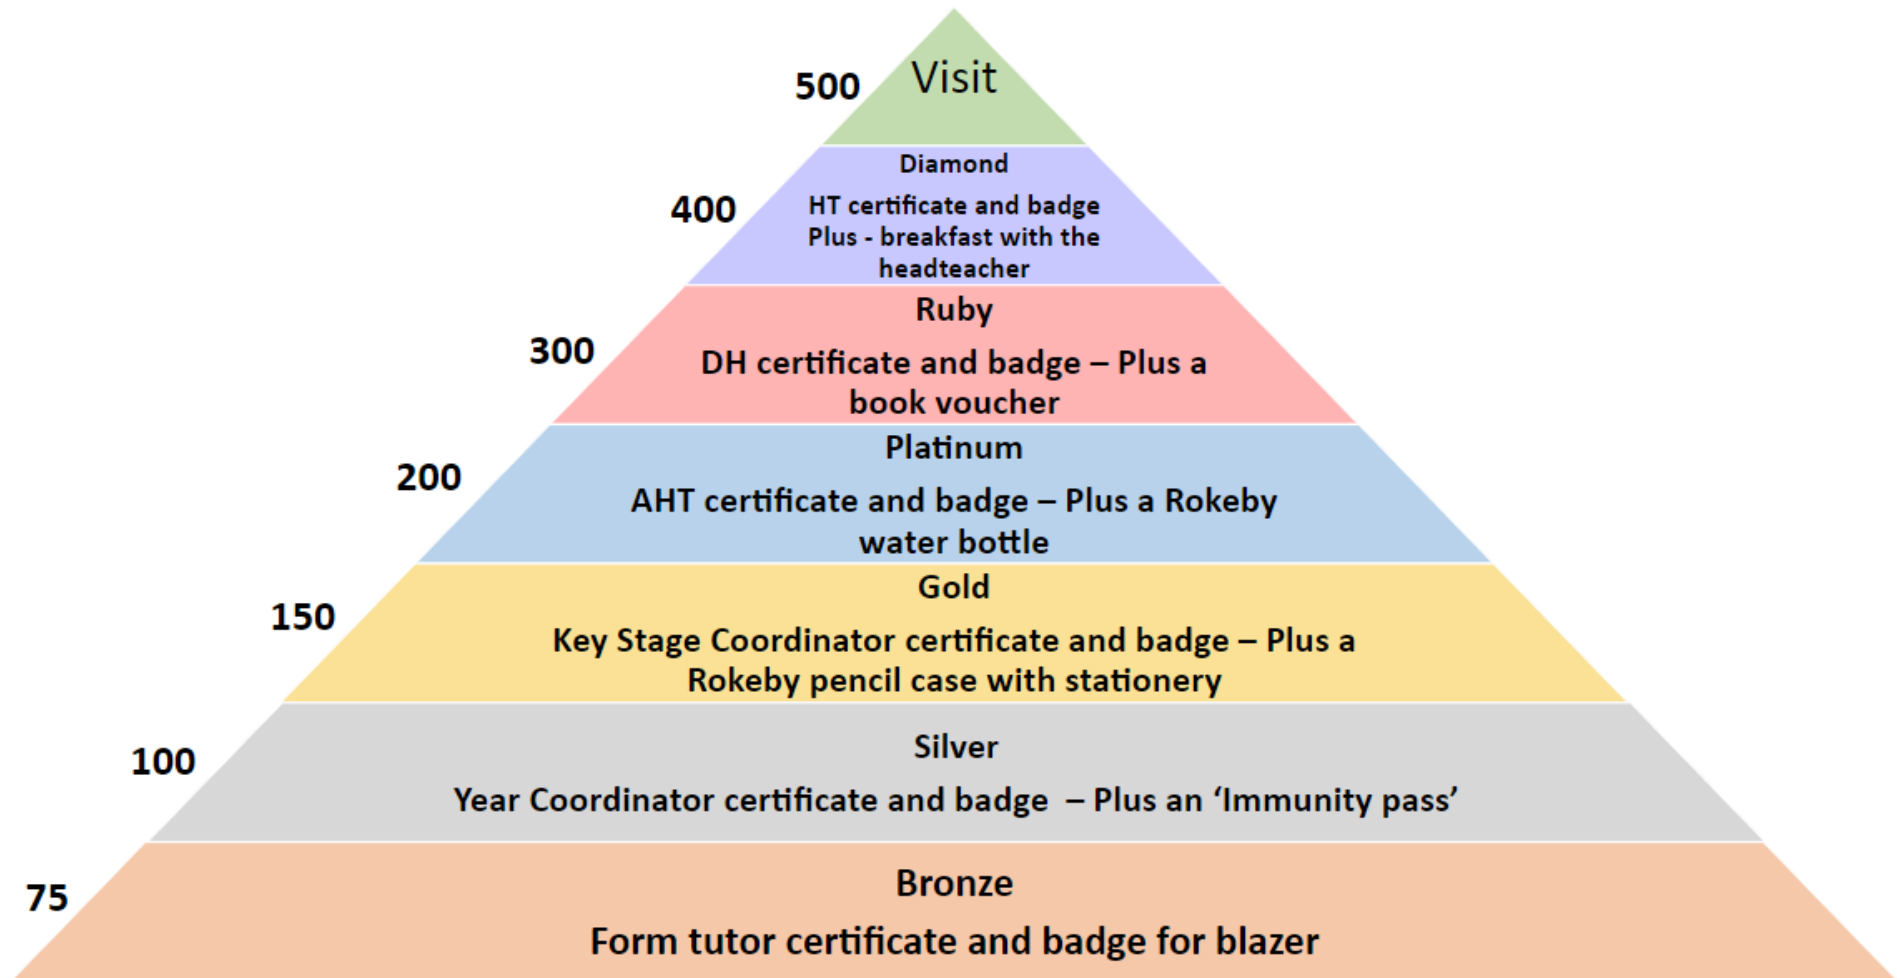 500
Visit
Diamond
400
HT certificate and badge
Plus - breakfast with the
headteacher
Ruby
300
DH certificate and badge – Plus a
book voucher
Platinum
200
AHT certificate and badge – Plus a Rokeby
water bottle
Gold
150
Key Stage Coordinator certificate and badge – Plus a
Rokeby pencil case with stationery
Silver
100
Year Coordinator certificate and badge – Plus an ‘Immunity pass’
Bronze
75
Form tutor certificate and badge for blazer